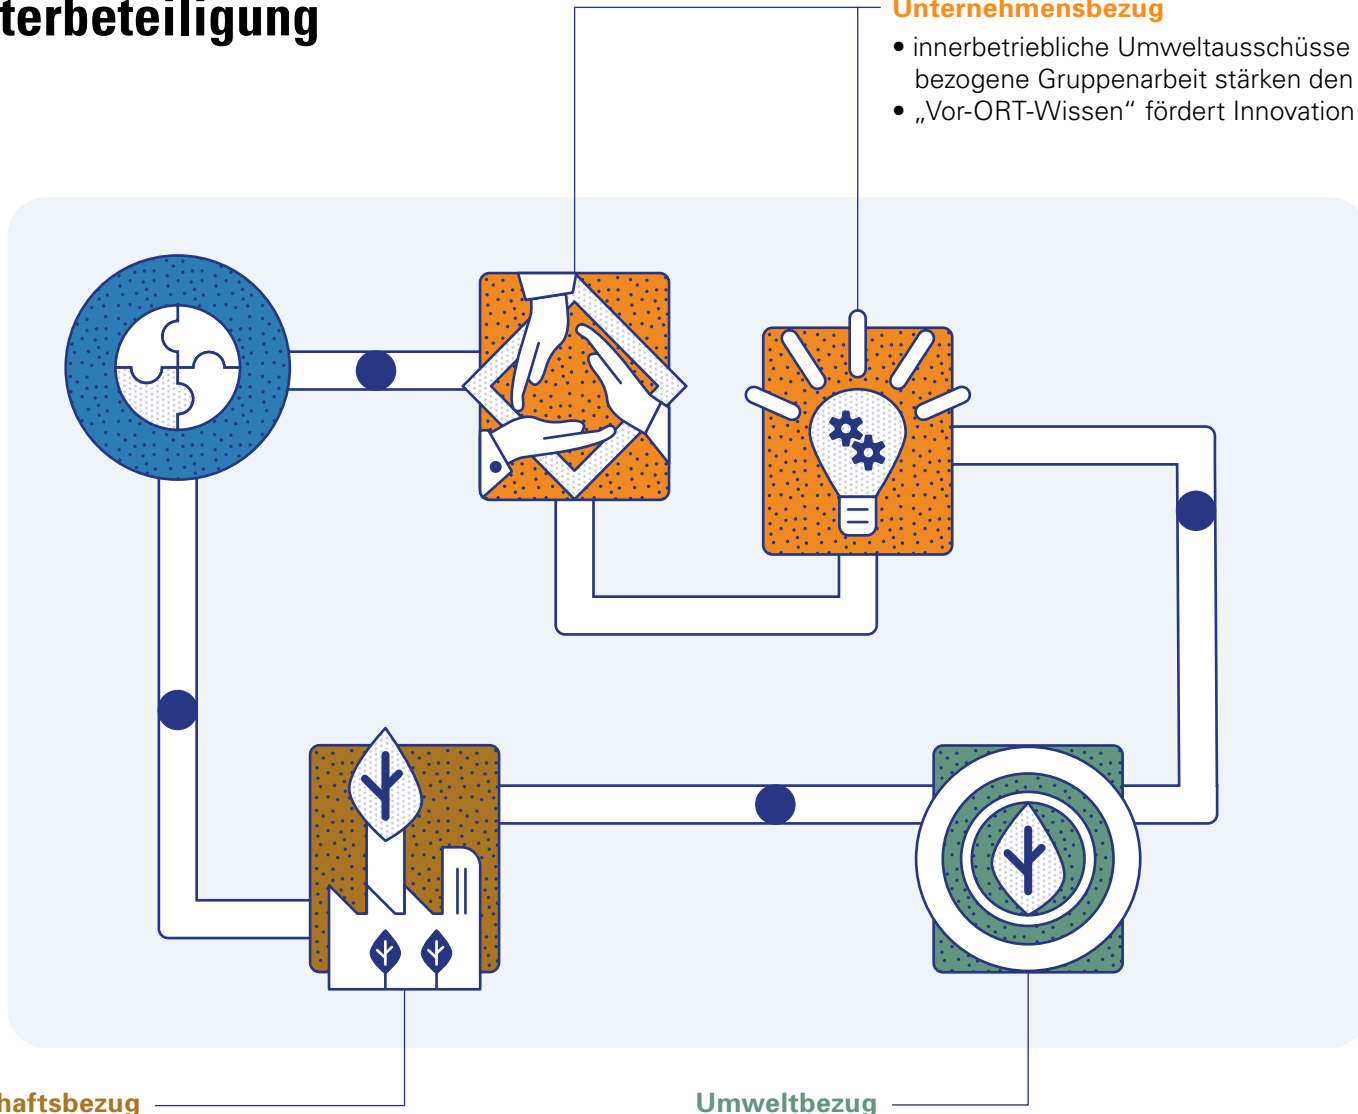 terbeteiligung
Unternehmensbezug
• innerbetriebliche Umweltausschüsse
bezogene Gruppenarbeit stärken den
• „Vor-ORT-Wissen“ fördert Innovation
haftsbezug
Umweltbezug